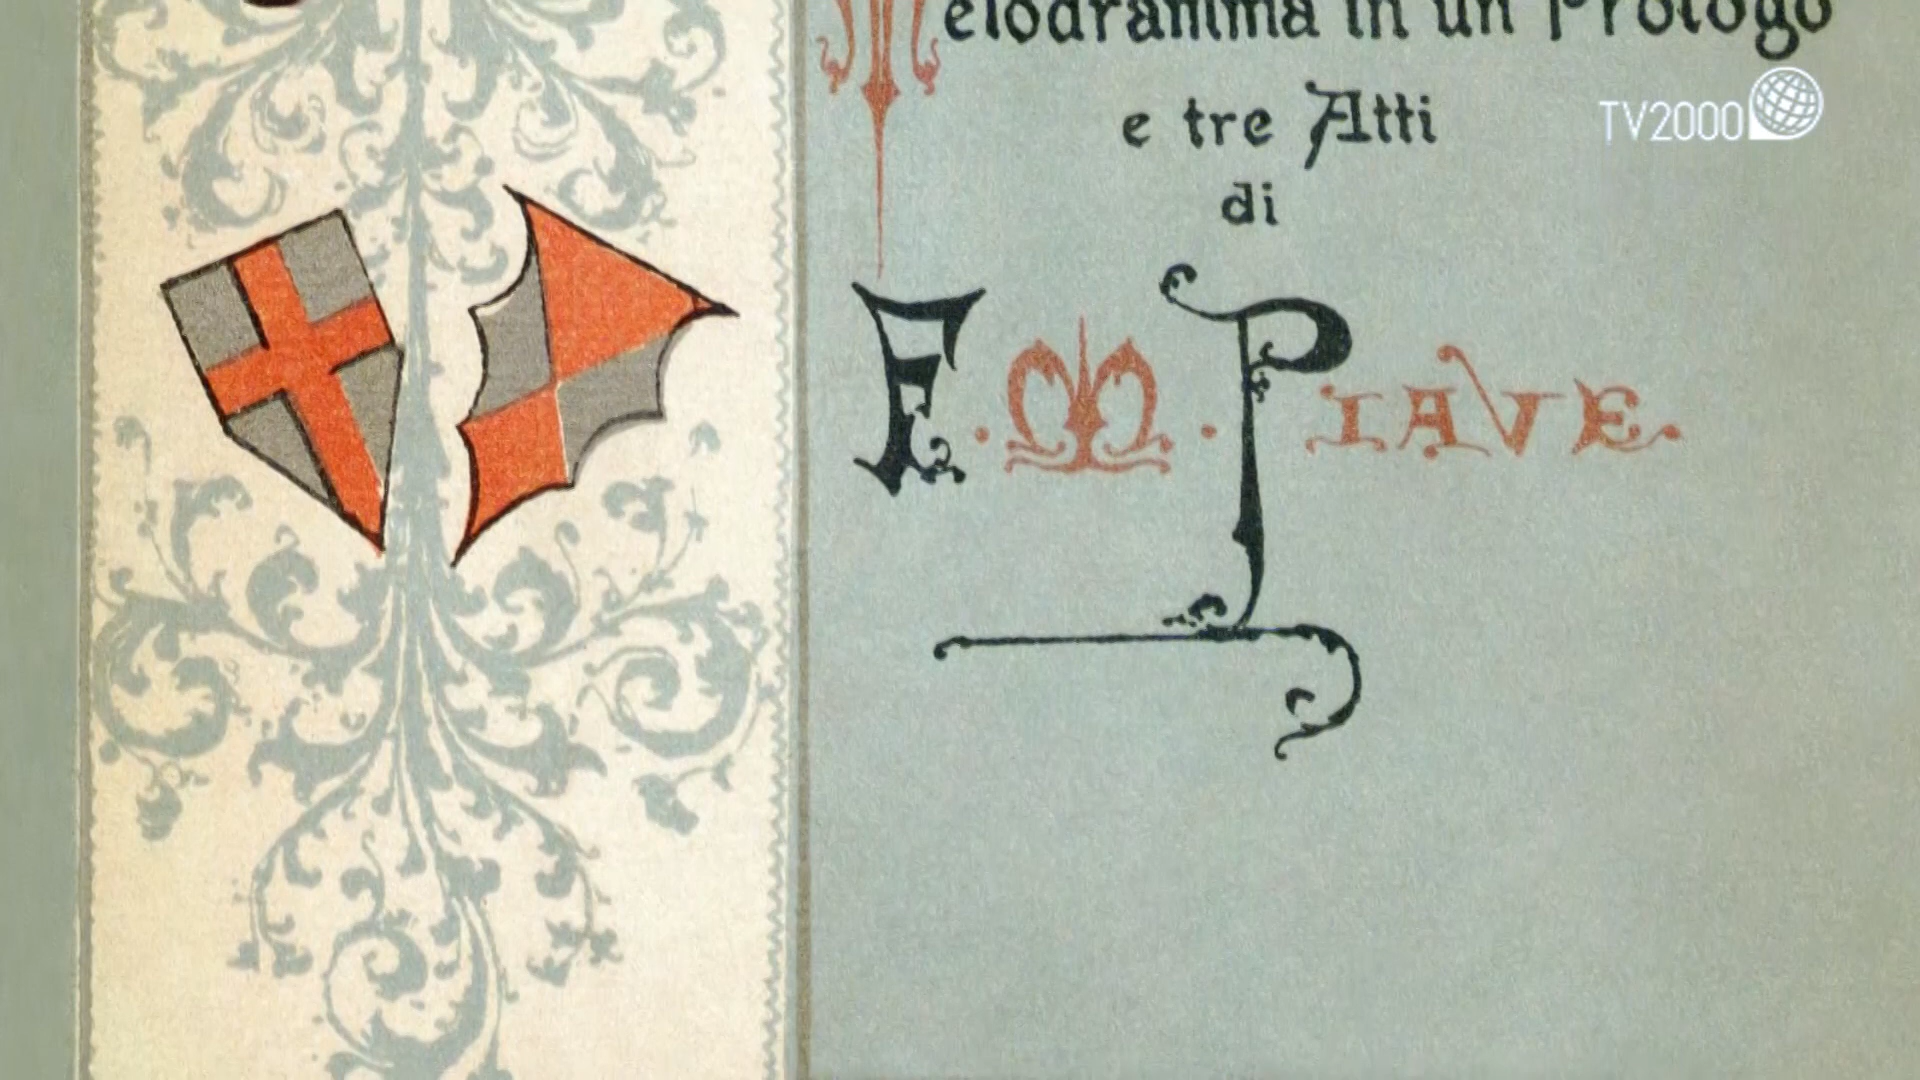 Melodramma in un Prologo
TV2000
e tre Atti
di
F. M. PIAVE.